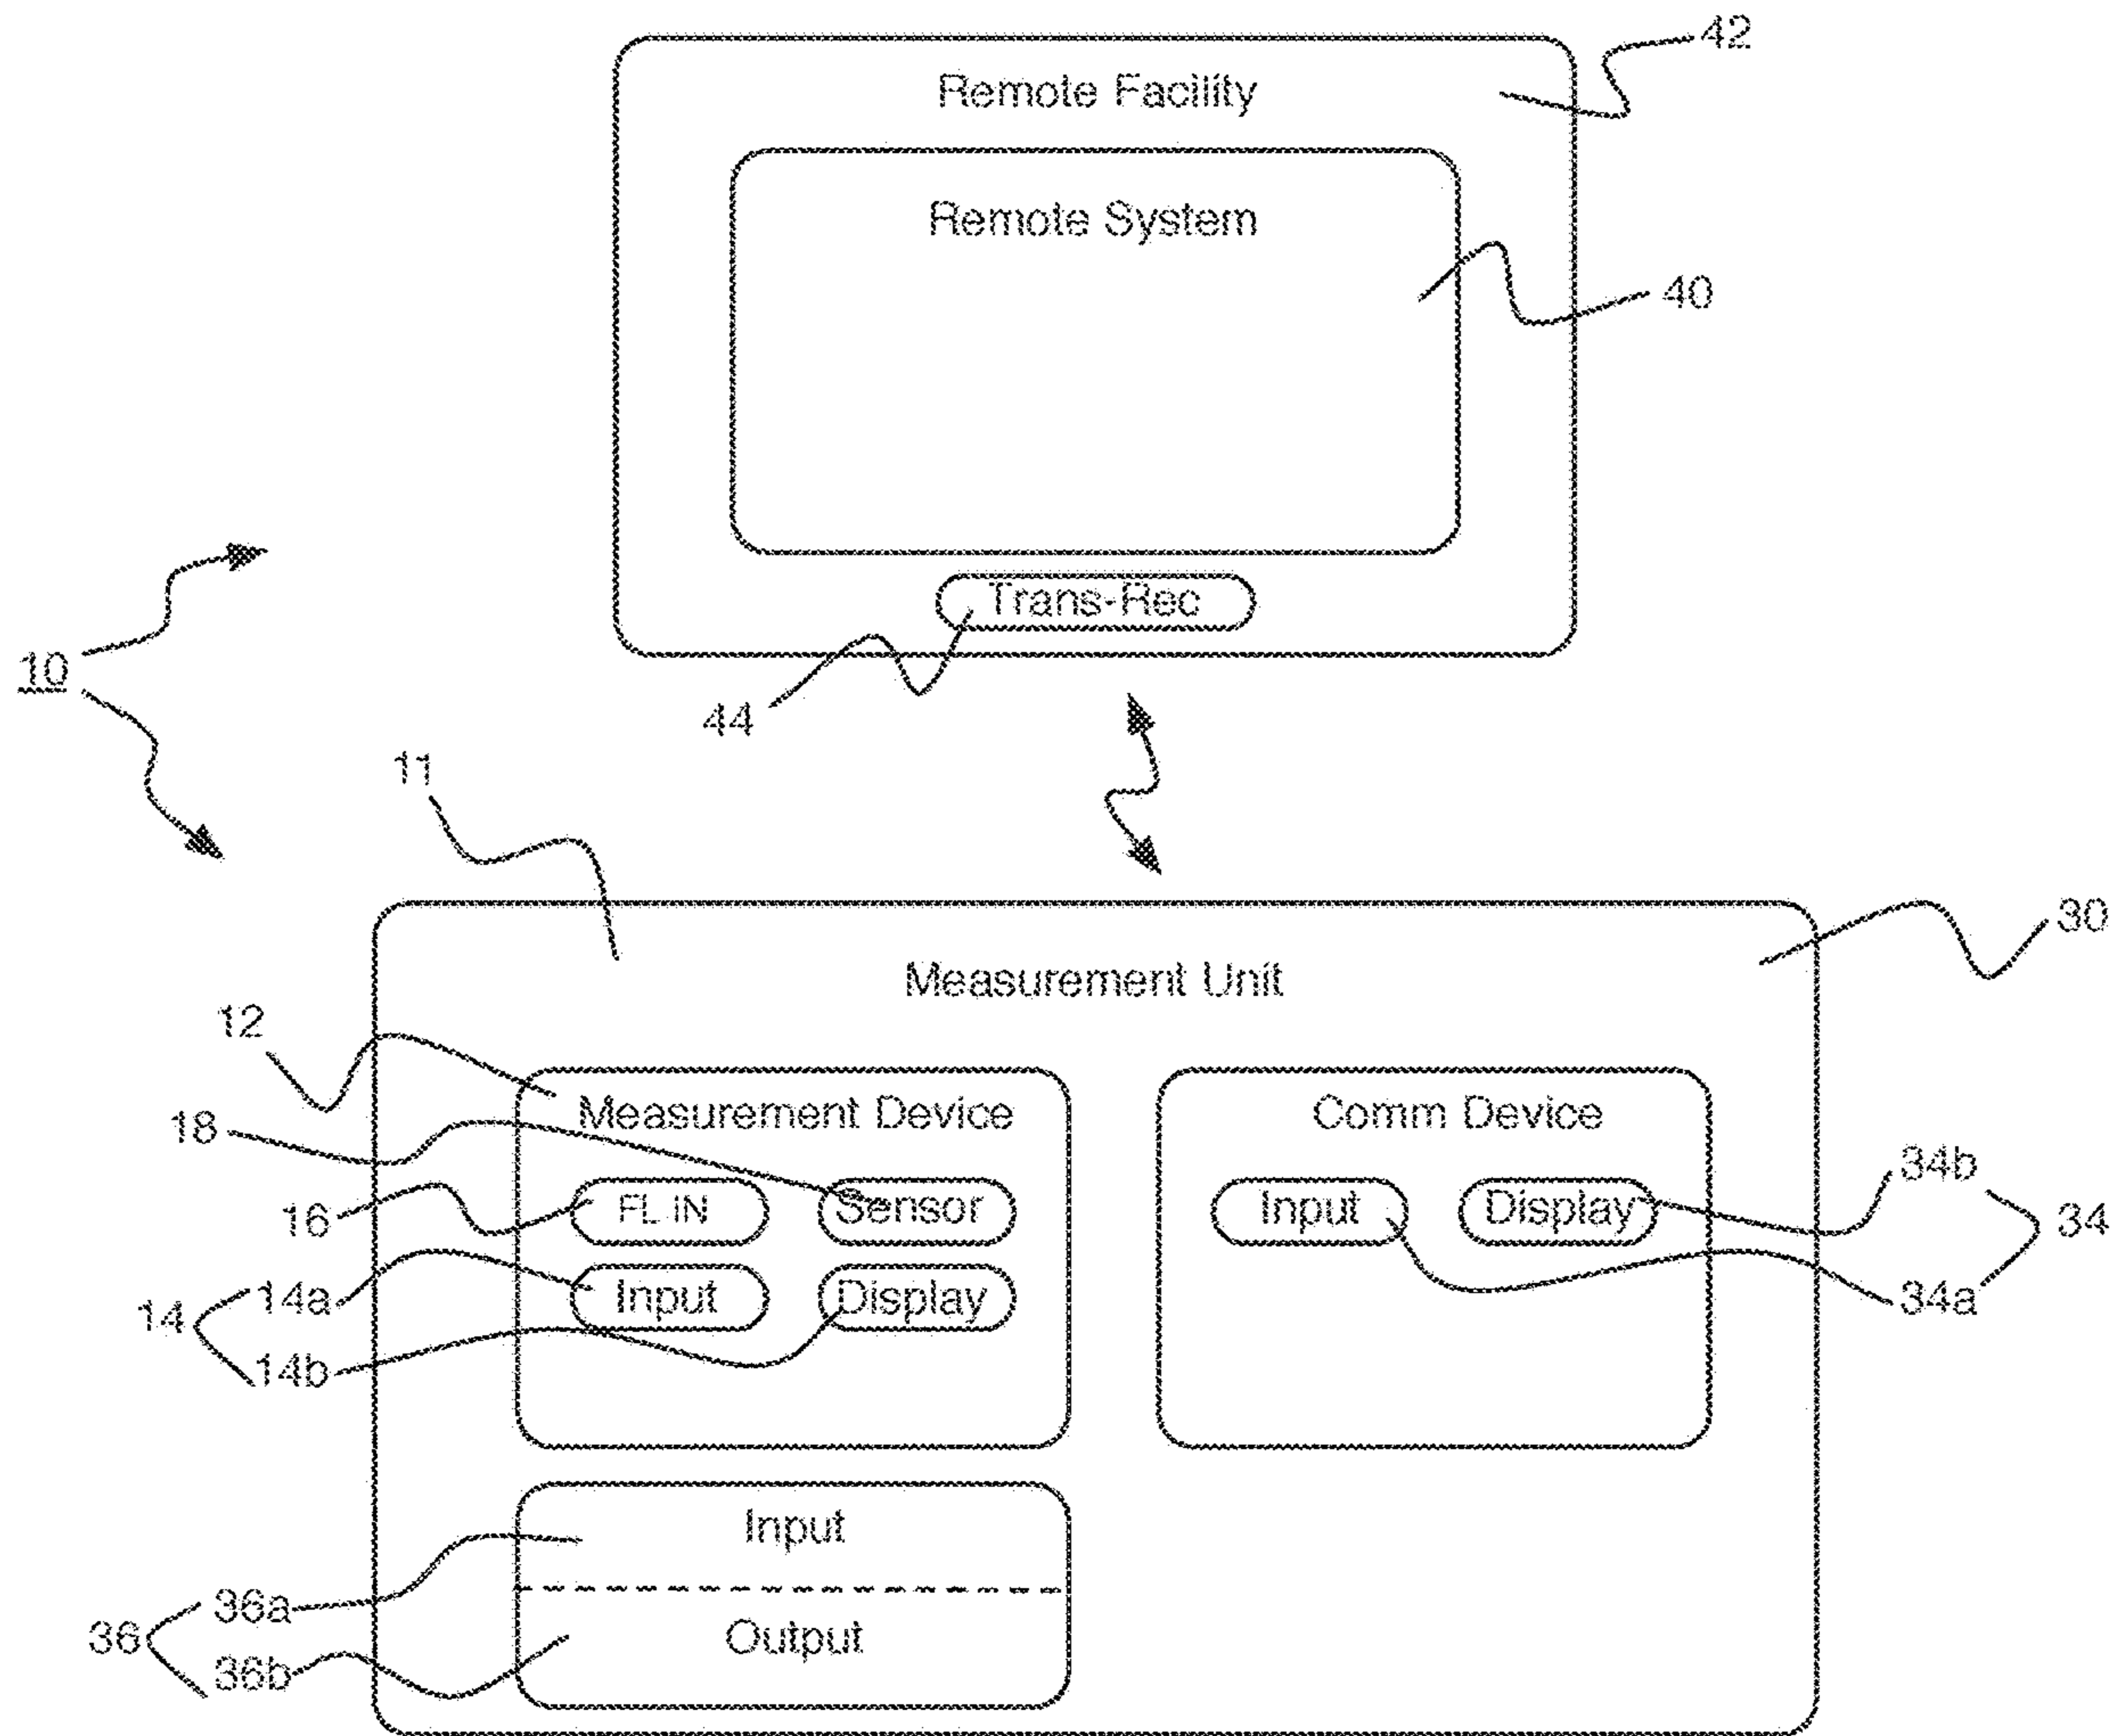 42
Remote Facility
Remote System
40
Trans-Rec
10
44
11
30
Measurement Unit
12
Measurement Device
Comm Device
18
34b
16
FL iN
Sensor
Input
Display
34
14
14a
Input
Display
34a
14b
Input
36a
36
Output
36b